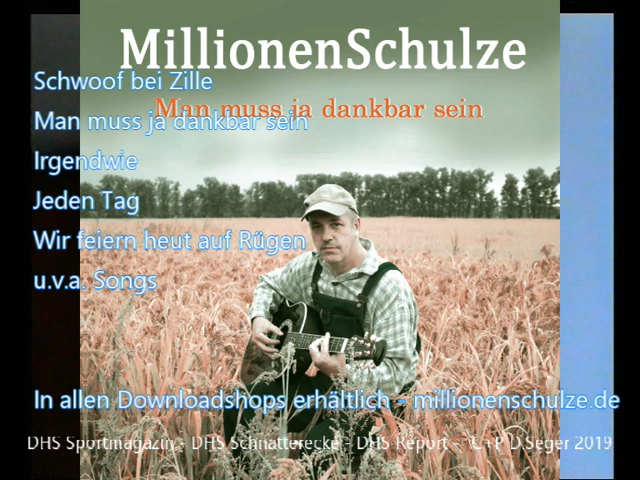 MillionenSchulze
Schwoof bei Zille
Man muss ja dankbar sein
Man muss ja dankbar sein
Irgendwie
Jeden Tag
Wir feiern heut auf Rügen
u.v.a. Songs
In allen Downloadshops erhältlich - millionenschulze.de
DHS Sportmagazin - DHS Schnatterecke - DHS Report - C+P D.Seger 2019